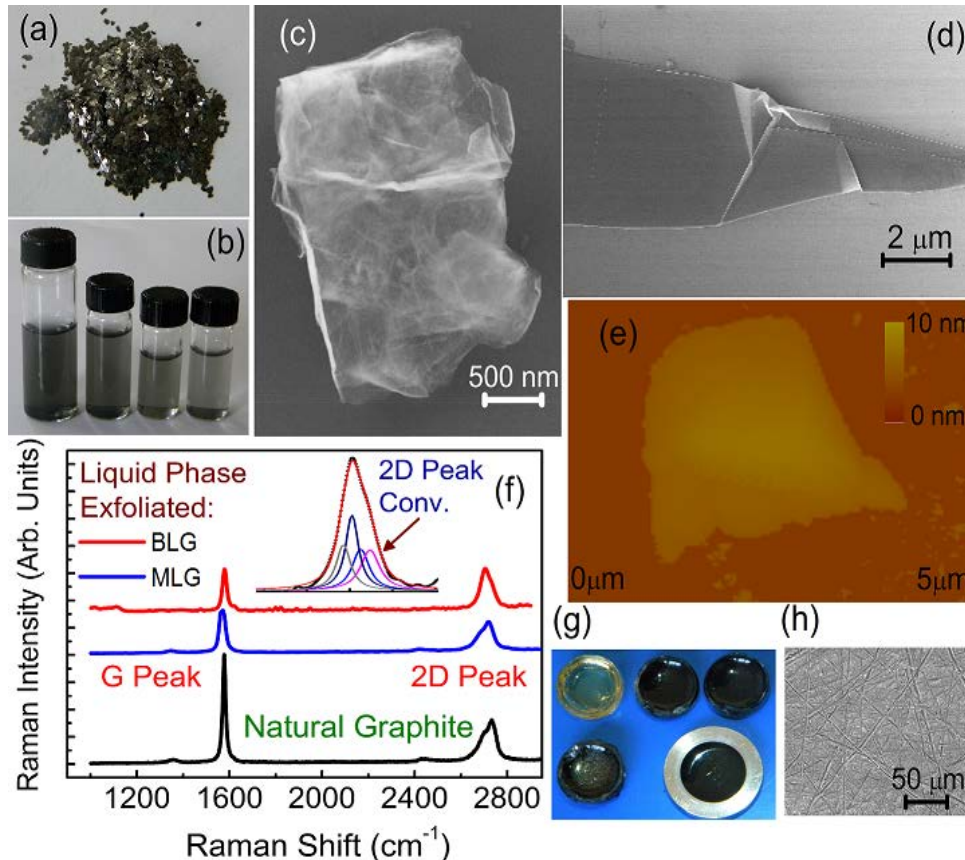 (a)
(b)
(c)
500 nm
(d)
2 μm
(e)
10 nm
0 nm
0μm
5μm
(f)
Liquid Phase
Exfoliated:
BLG
MLG
2D Peak
Conv.
G Peak
2D Peak
Natural Graphite
Raman Intensity (Arb. Units)
1200 1600 2000 2400 2800
Raman Shift (cm⁻¹)
(g)
(h)
50 μm